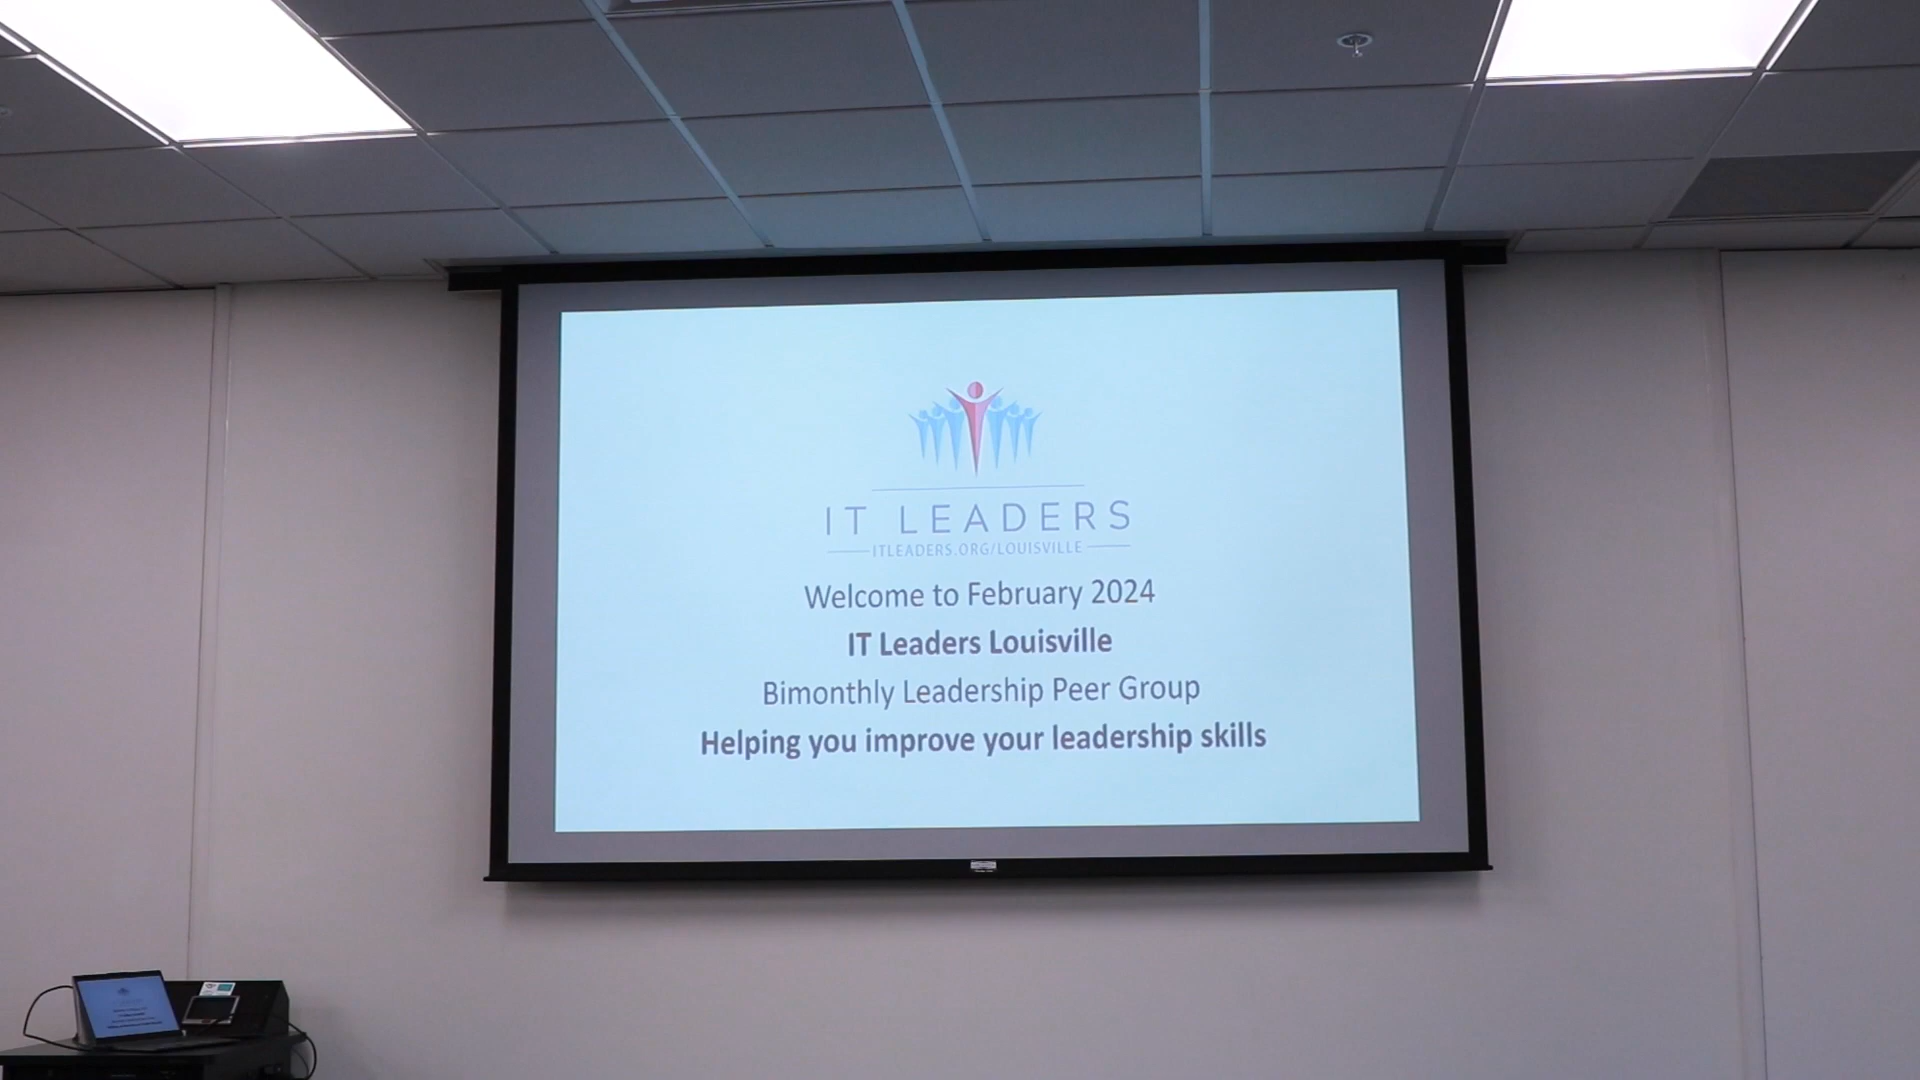 IT LEADERS
ITLEADERS.ORG/LOUISVILLE
Welcome to February 2024
IT Leaders Louisville
Bimonthly Leadership Peer Group
Helping you improve your leadership skills